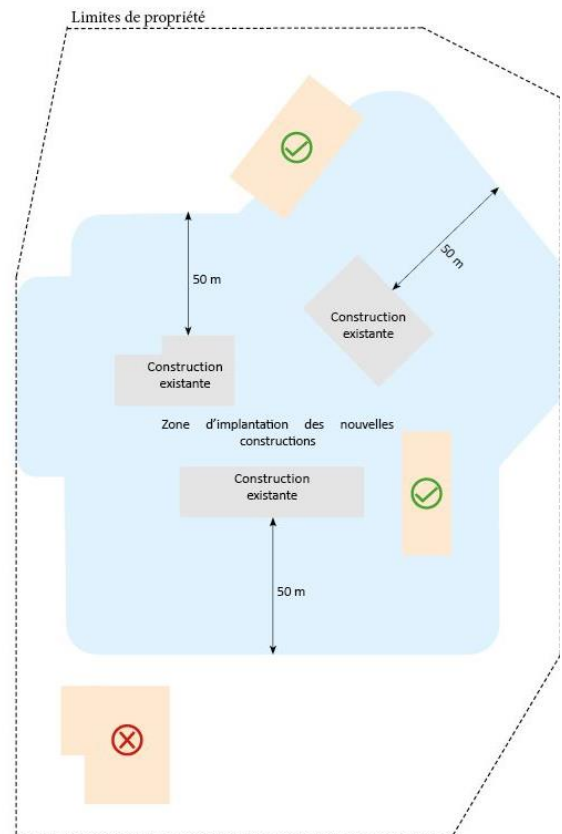 Limites de propriété
50 m
50 m
Construction
existante
Construction
existante
Zone d’implantation des nouvelles
constructions
Construction
existante
50 m